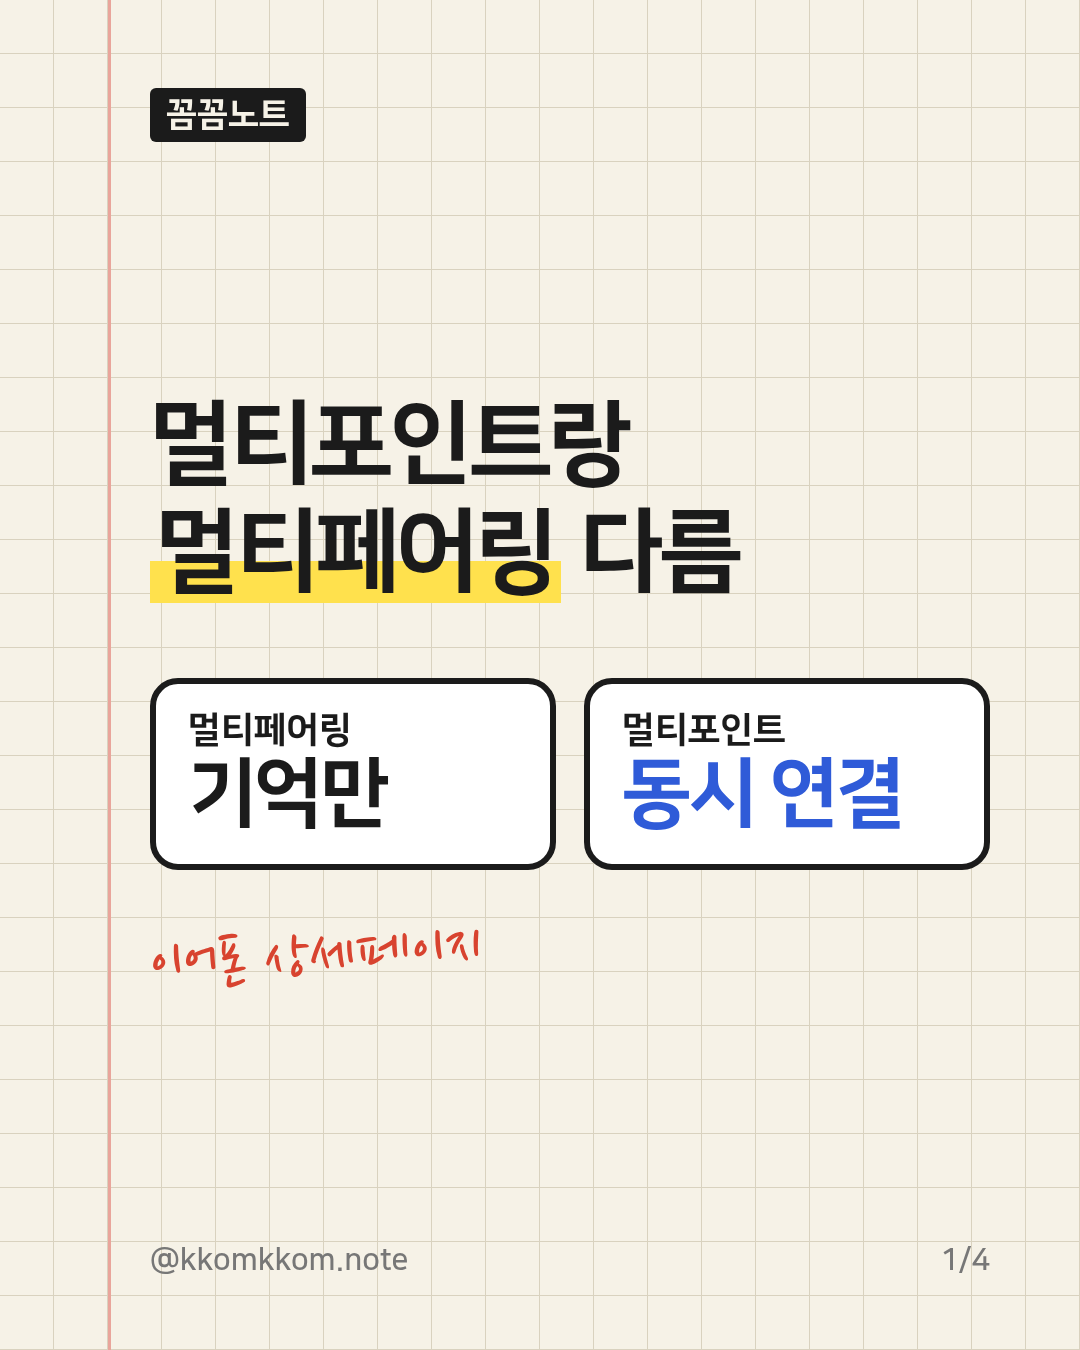 꼼꼼노트
멀티포인트랑
멀티페어링 다름
멀티페어링
기억만
멀티포인트
동시 연결
이어폰 상세페이지
@kkomkkom.note
1/4